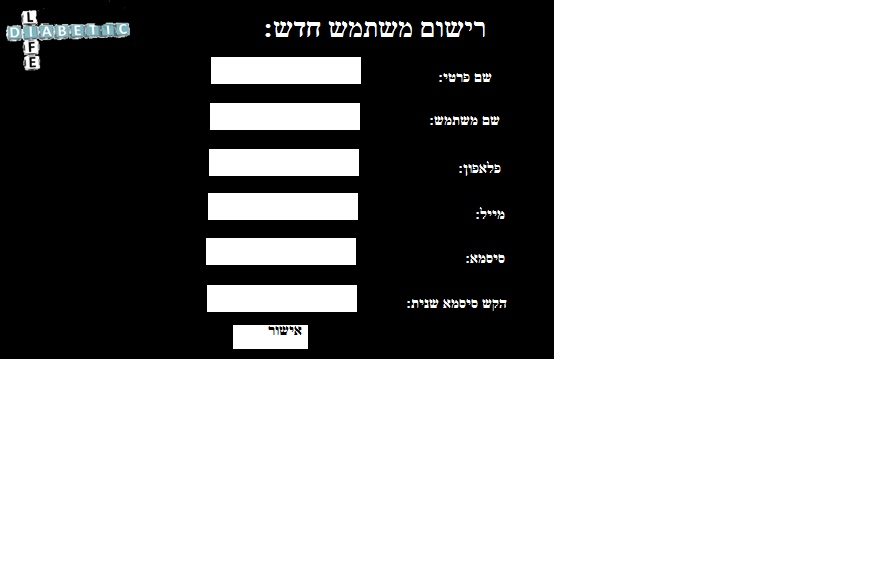 DIABETIC
LIFE
רישום משתמש חדש:
שם פרטי:
שם משתמש:
פלאפון:
מייל:
סיסמא:
הקש סיסמא שנית:
אישור